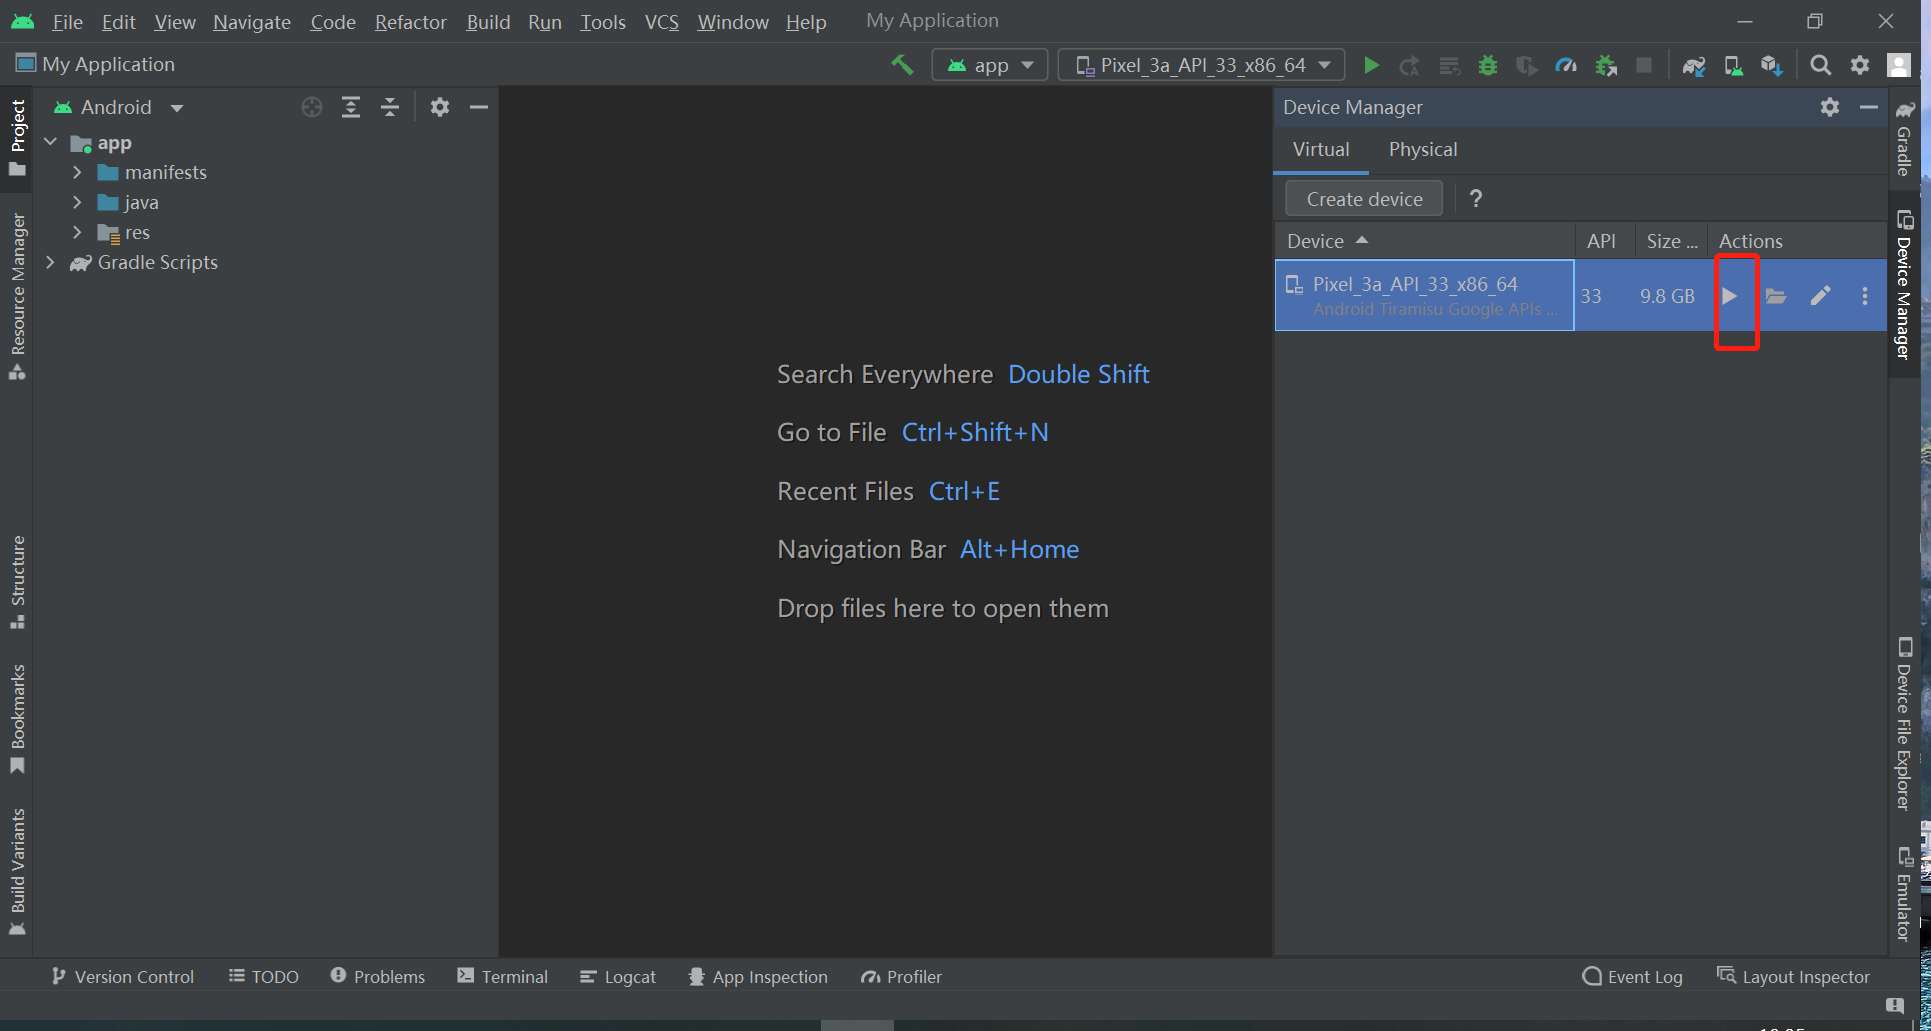 File Edit View Navigate Code Refactor Build Run Tools VCS Window Help My Application
My Application
app
Pixel_3a_API_33_x86_64
Project
Resource Manager
Structure
Bookmarks
Build Variants
Android
app
manifests
java
res
Gradle Scripts
Search Everywhere Double Shift
Go to File Ctrl+Shift+N
Recent Files Ctrl+E
Navigation Bar Alt+Home
Drop files here to open them
Device Manager
Virtual Physical
Create device ?
Device API Size ... Actions
Pixel_3a_API_33_x86_64
Android Tiramisu Google APIs ...
33 9.8 GB
Gradle
Device Manager
Device File Explorer
Emulator
Version Control TODO Problems Terminal Logcat App Inspection Profiler Event Log Layout Inspector